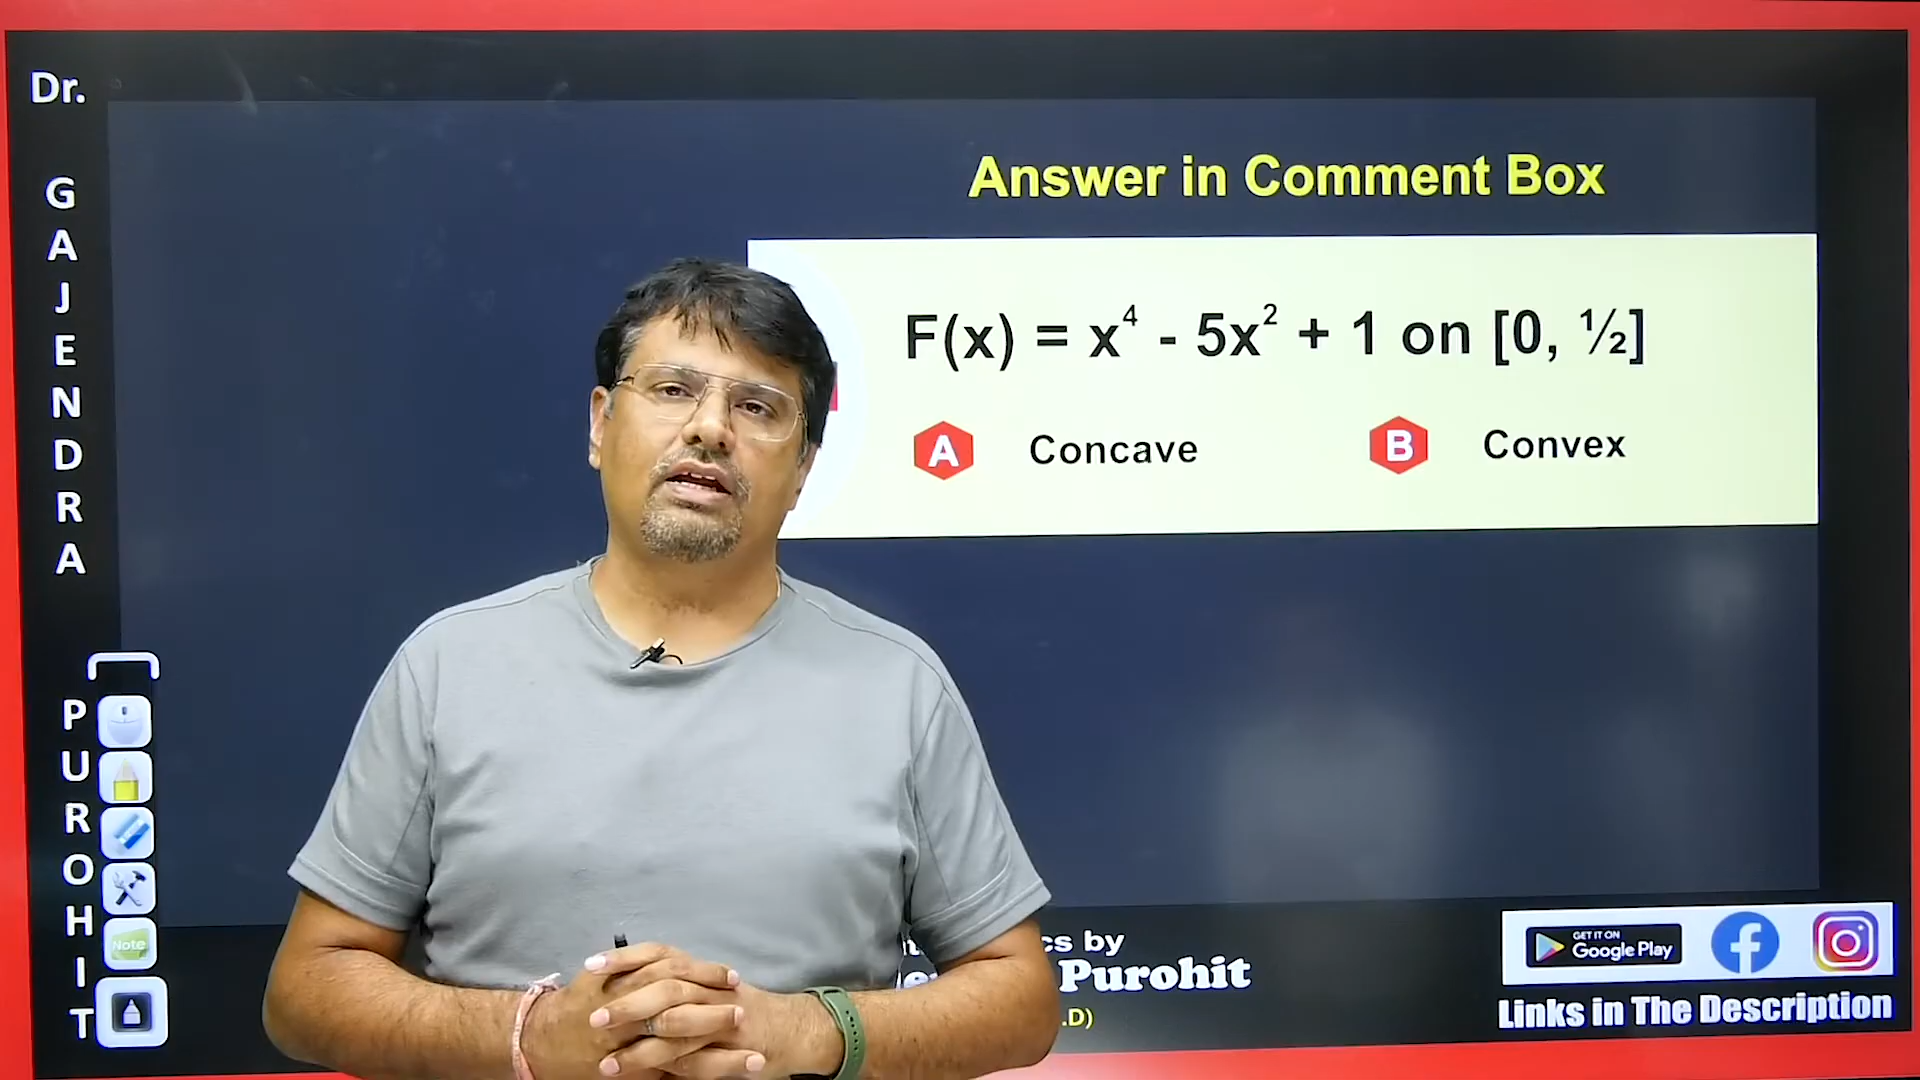 Dr.
GAJENDRA
PUROHIT
Answer in Comment Box
F(x) = x⁴ - 5x² + 1 on [0, ½]
A Concave
B Convex
Note
by
Purohit
.D)
GET IT ON
Google Play
Links in The Description